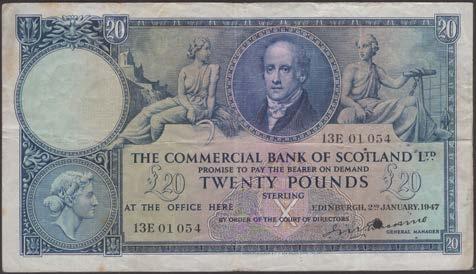 20 20
13E 01 054
THE COMMERCIAL BANK OF SCOTLAND LTD.
PROMISE TO PAY THE BEARER ON DEMAND
£20 TWENTY POUNDS £20
STERLING
AT THE OFFICE HERE EDINBURGH, 2ND JANUARY, 1947
BY ORDER OF THE COURT OF DIRECTORS
13E 01 054
GENERAL MANAGER
20 20